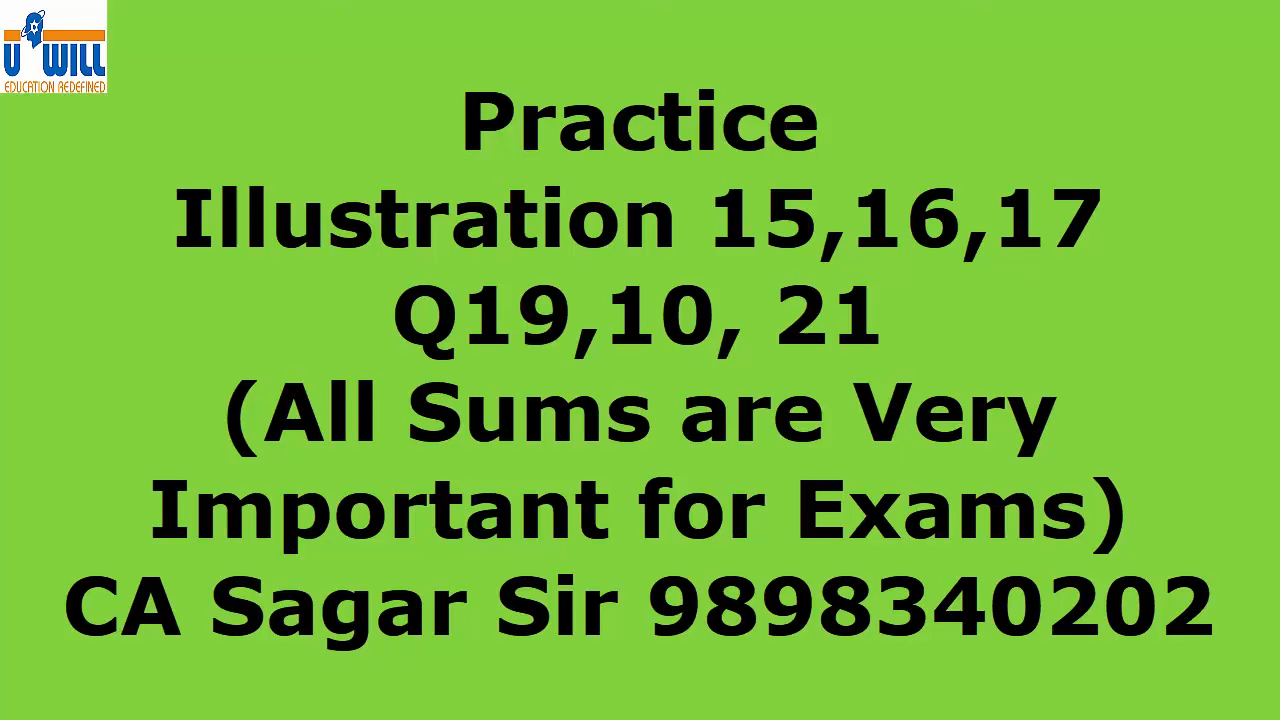 U WILL
EDUCATION REDEFINED
Practice
Illustration 15,16,17
Q19,10, 21
(All Sums are Very
Important for Exams)
CA Sagar Sir 9898340202